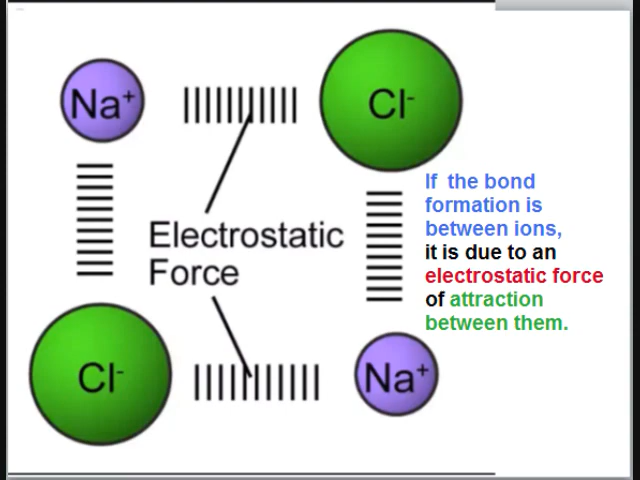 Na⁺
Cl⁻
If the bond
formation is
between ions,
it is due to an
electrostatic force
of attraction
between them.
Electrostatic
Force
Cl⁻
Na⁺